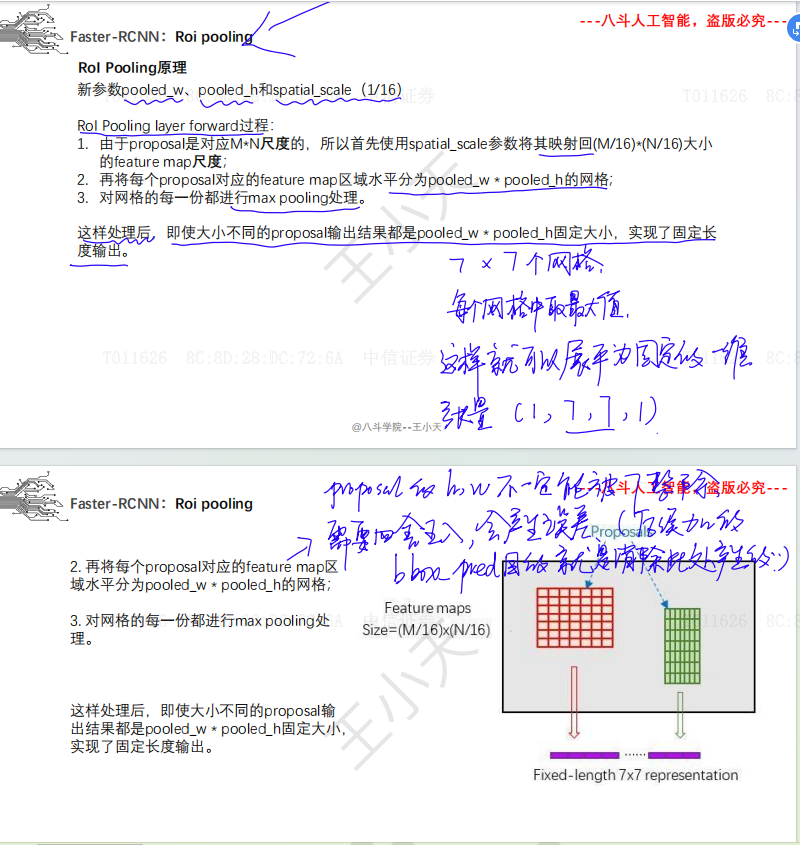 ---八斗人工智能，盗版必究---
Faster-RCNN：Roi pooling
RoI Pooling原理
新参数pooled_w、pooled_h和spatial_scale（1/16）
RoI Pooling layer forward过程：
1. 由于proposal是对应M*N尺度的，所以首先使用spatial_scale参数将其映射回(M/16)*(N/16)大小
的feature map尺度；
2. 再将每个proposal对应的feature map区域水平分为pooled_w * pooled_h的网格；
3. 对网格的每一份都进行max pooling处理。
这样处理后，即使大小不同的proposal输出结果都是pooled_w * pooled_h固定大小，实现了固定长
度输出。
7 × 7个网格，
每个网格中取最大值，
这样就可以展平为固定的一维
张量 (1, 7, 7, 1)
T011626 8C:8D:28:DC:72:6A 中信证券
王小天
@八斗学院--王小天
---八斗人工智能，盗版必究---
Faster-RCNN：Roi pooling
proposal的h、w不一定能被7整除，
需要四舍五入，会产生误差、(后续加的
bbox pred回的就是消除此处产生的)
Proposals
2. 再将每个proposal对应的feature map区
域水平分为pooled_w * pooled_h的网格；
3. 对网格的每一份都进行max pooling处
理。
Feature maps
Size=(M/16)x(N/16)
这样处理后，即使大小不同的proposal输
出结果都是pooled_w * pooled_h固定大小，
实现了固定长度输出。
王小天
Fixed-length 7x7 representation